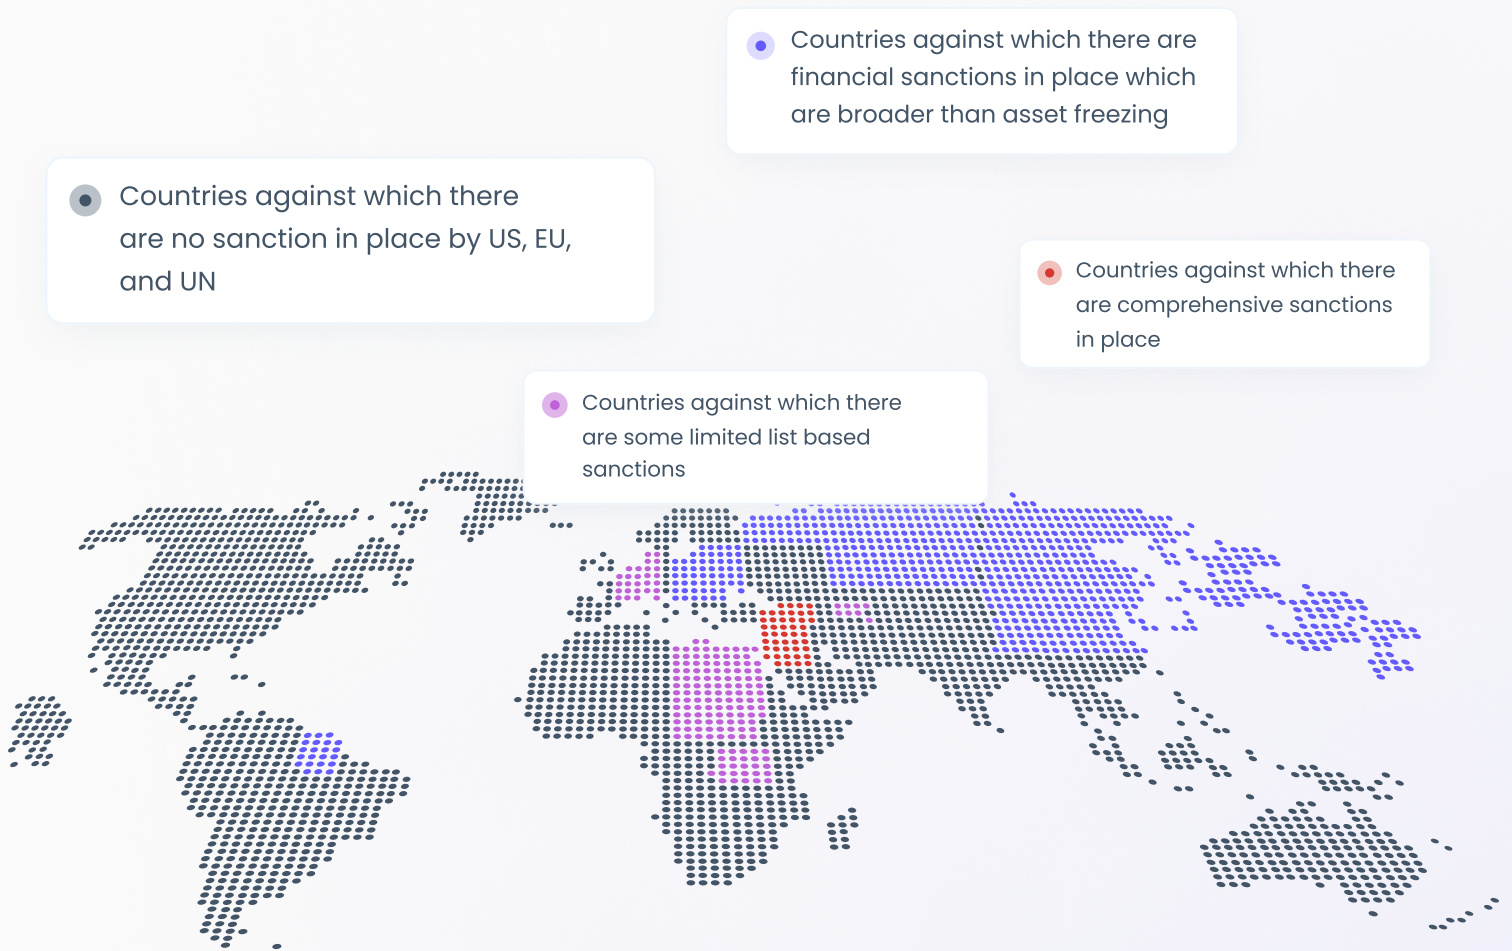 Countries against which there are
financial sanctions in place which
are broader than asset freezing
Countries against which there
are no sanction in place by US, EU,
and UN
Countries against which there
are comprehensive sanctions
in place
Countries against which there
are some limited list based
sanctions